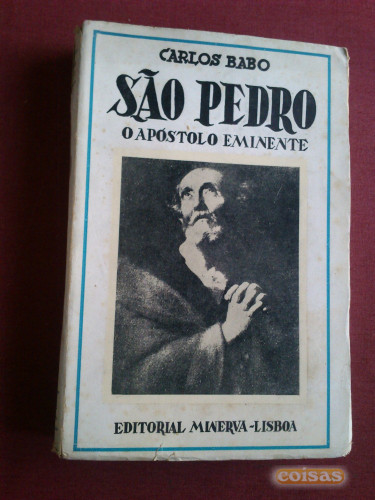 CARLOS BABO
SÃO PEDRO
O APÓSTOLO EMINENTE
EDITORIAL MINERVA-LISBOA
coisas